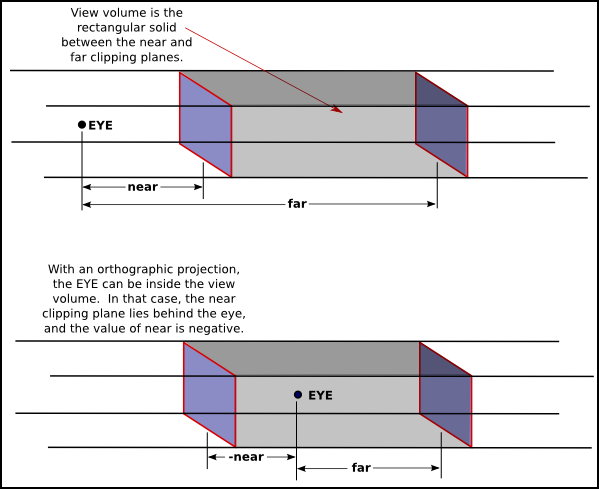 View volume is the
rectangular solid
between the near and
far clipping planes.
EYE
near
far
With an orthographic projection,
the EYE can be inside the view
volume.  In that case, the near
clipping plane lies behind the eye,
and the value of near is negative.
EYE
-near
far